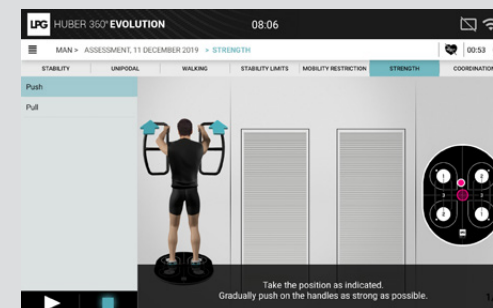 LPG HUBER 360° EVOLUTION 08:06
MAN > ASSESSMENT, 11 DECEMBER 2019 > STRENGTH 00:53
STABILITY UNIPODAL WALKING STABILITY LIMITS MOBILITY RESTRICTION STRENGTH COORDINATION
Push
Pull
Take the position as indicated.
Gradually push on the handles as strong as possible.